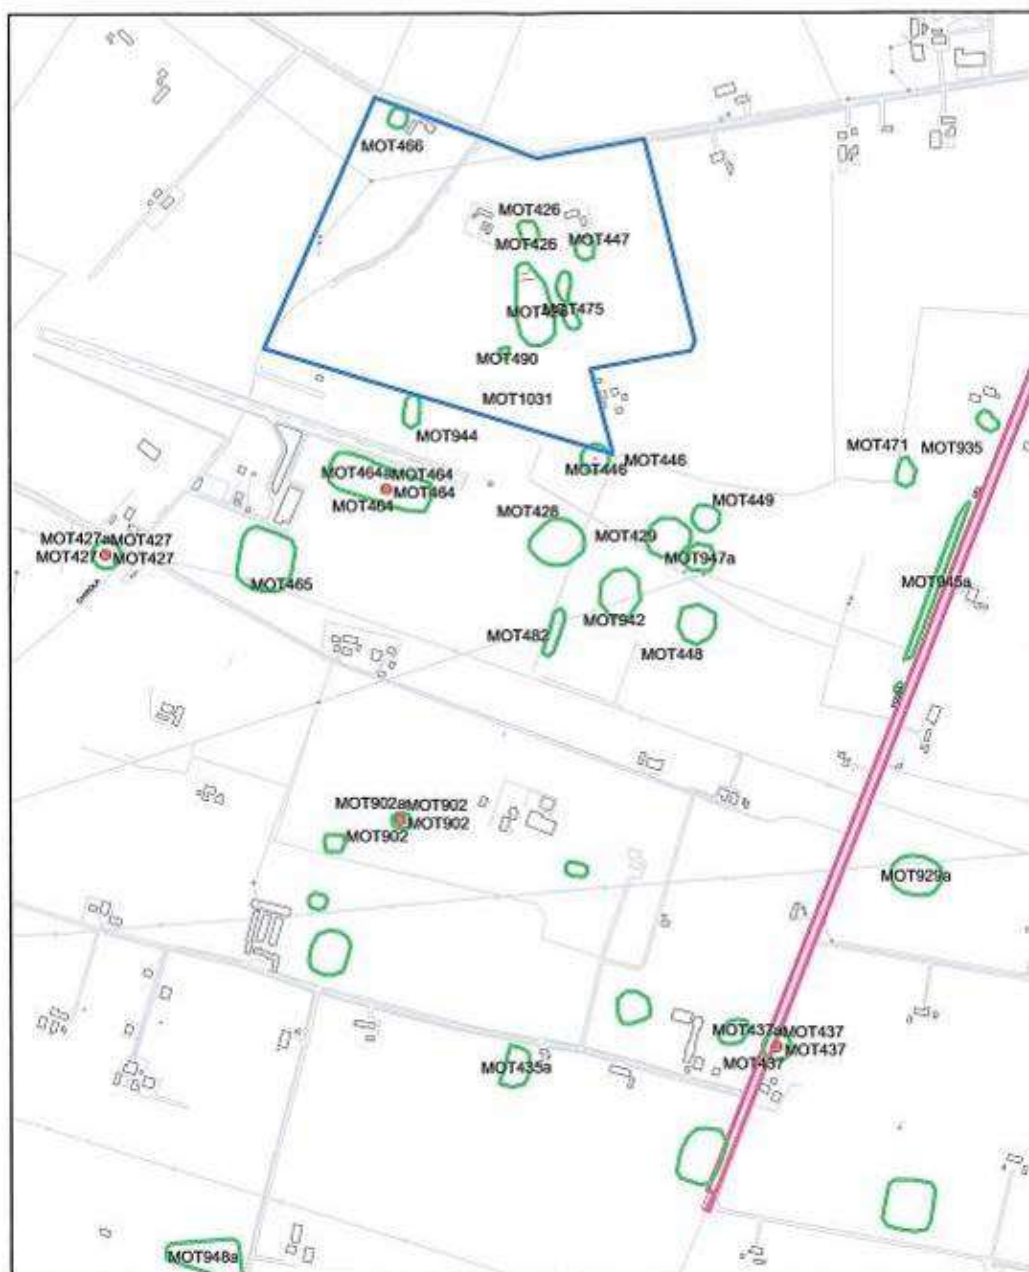 MOT466
MOT426
MOT426
MOT447
MOT475
MOT490
MOT1031
MOT944
MOT446
MOT446
MOT471
MOT935
MOT464a MOT464
MOT464
MOT464
MOT428
MOT449
MOT429
MOT947a
MOT427a MOT427
MOT427
MOT427
MOT465
MOT945a
MOT942
MOT482
MOT448
MOT902a MOT902
MOT902
MOT902
MOT929a
MOT437a MOT437
MOT437
MOT437
MOT435a
MOT948a